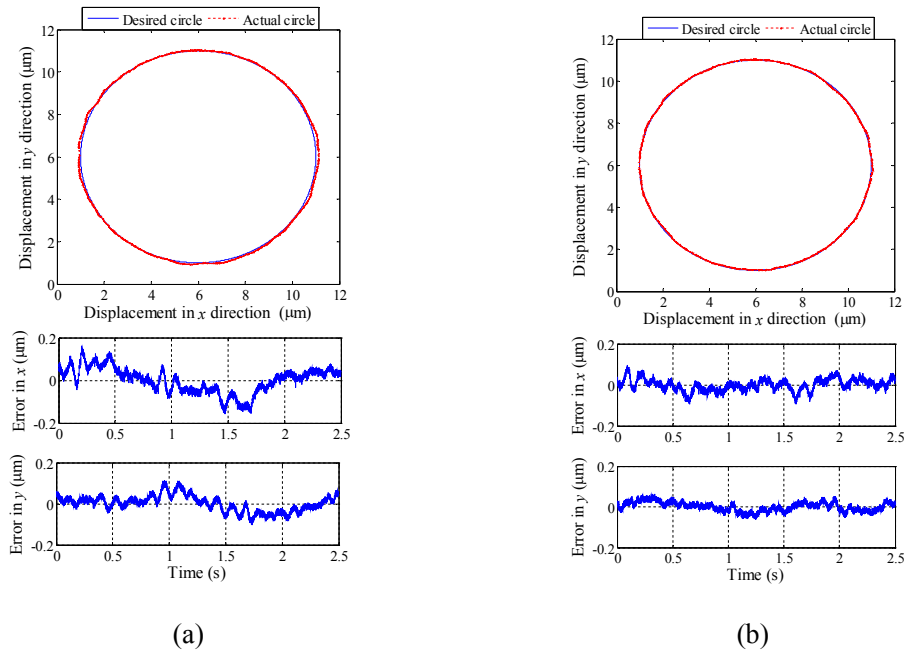 Desired circle Actual circle
12
10
8
6
4
2
0
Displacement in y direction (μm)
0 2 4 6 8 10 12
Displacement in x direction (μm)
0.2
0
-0.2
Error in x (μm)
0 0.5 1 1.5 2 2.5
0.2
0
-0.2
Error in y (μm)
0 0.5 1 1.5 2 2.5
Time (s)
(a)
Desired circle Actual circle
12
10
8
6
4
2
0
Displacement in y direction (μm)
0 2 4 6 8 10 12
Displacement in x direction (μm)
0.2
0
-0.2
Error in x (μm)
0 0.5 1 1.5 2 2.5
0.2
0
-0.2
Error in y (μm)
0 0.5 1 1.5 2 2.5
Time (s)
(b)